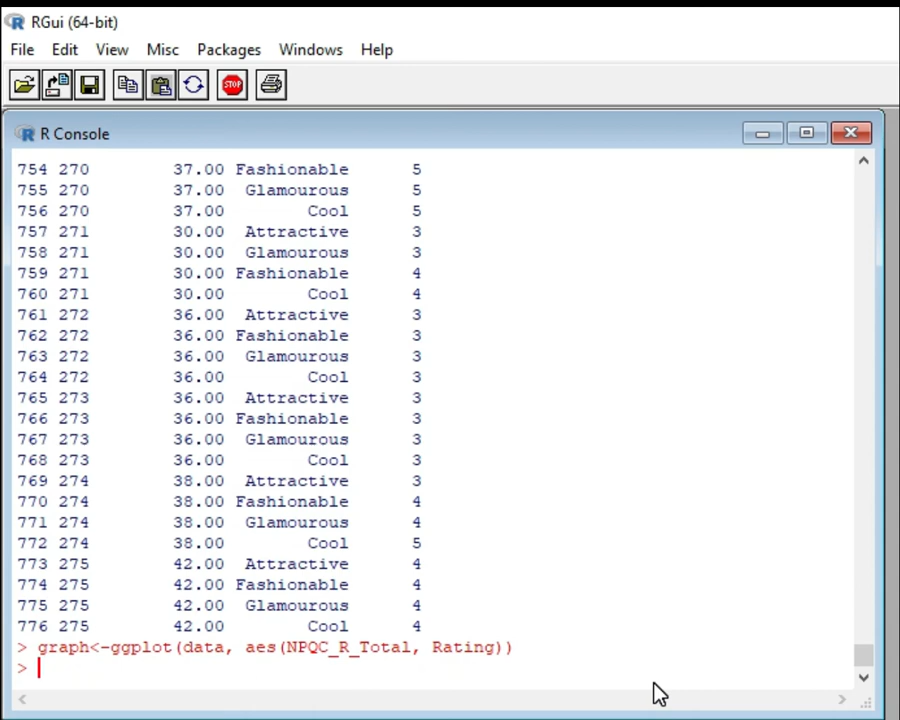 RGui (64-bit)
File Edit View Misc Packages Windows Help
STOP
R Console
754 270 37.00 Fashionable 5
755 270 37.00 Glamourous 5
756 270 37.00 Cool 5
757 271 30.00 Attractive 3
758 271 30.00 Glamourous 3
759 271 30.00 Fashionable 4
760 271 30.00 Cool 4
761 272 36.00 Attractive 3
762 272 36.00 Fashionable 3
763 272 36.00 Glamourous 3
764 272 36.00 Cool 3
765 273 36.00 Attractive 3
766 273 36.00 Fashionable 3
767 273 36.00 Glamourous 3
768 273 36.00 Cool 3
769 274 38.00 Attractive 3
770 274 38.00 Fashionable 4
771 274 38.00 Glamourous 4
772 274 38.00 Cool 5
773 275 42.00 Attractive 4
774 275 42.00 Fashionable 4
775 275 42.00 Glamourous 4
776 275 42.00 Cool 4
> graph<-ggplot(data, aes(NPQC_R_Total, Rating))
>